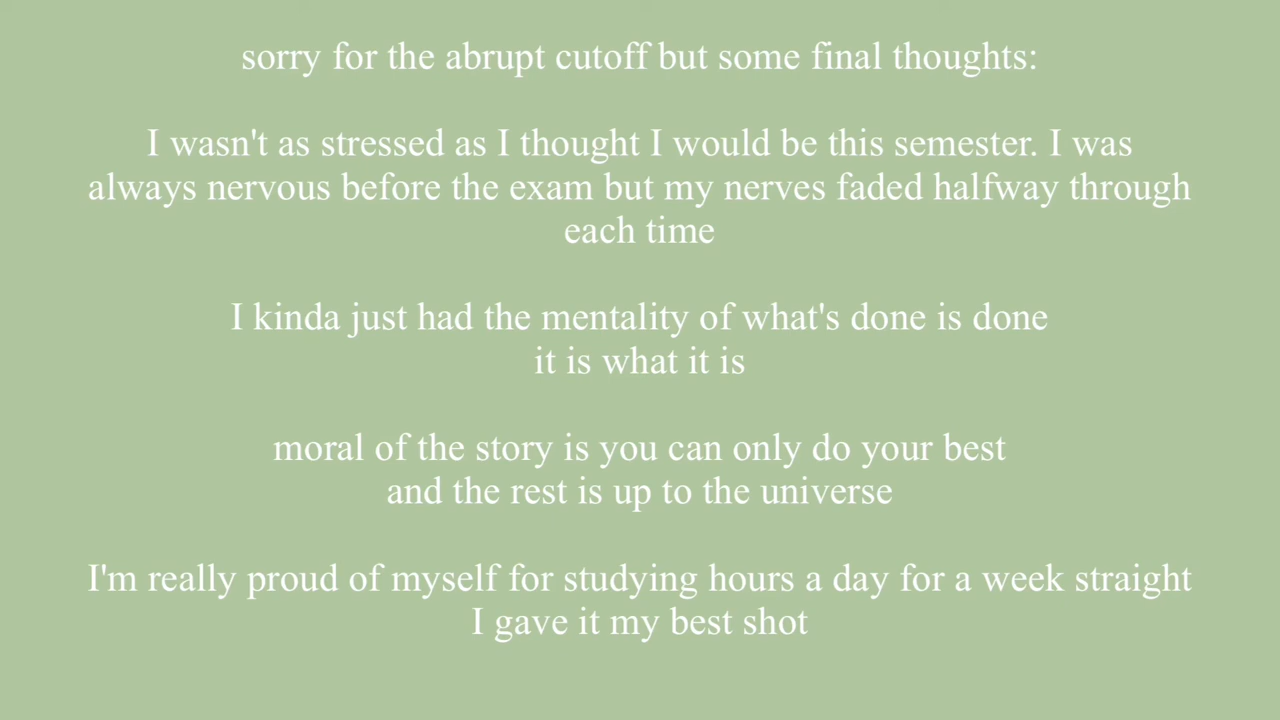 sorry for the abrupt cutoff but some final thoughts:
I wasn't as stressed as I thought I would be this semester. I was
always nervous before the exam but my nerves faded halfway through
each time
I kinda just had the mentality of what's done is done
it is what it is
moral of the story is you can only do your best
and the rest is up to the universe
I'm really proud of myself for studying hours a day for a week straight
I gave it my best shot